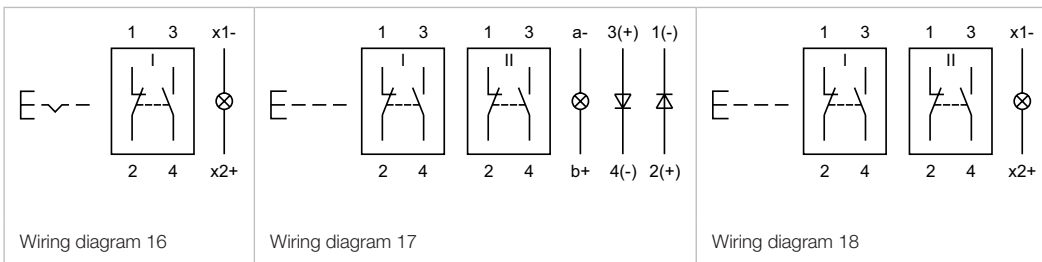 1 3 x1-
I
2 4 x2+
Wiring diagram 16
1 3 1 3 a- 3(+) 1(-)
I II
2 4 2 4 b+ 4(-) 2(+)
Wiring diagram 17
1 3 1 3 x1-
I II
2 4 2 4 x2+
Wiring diagram 18